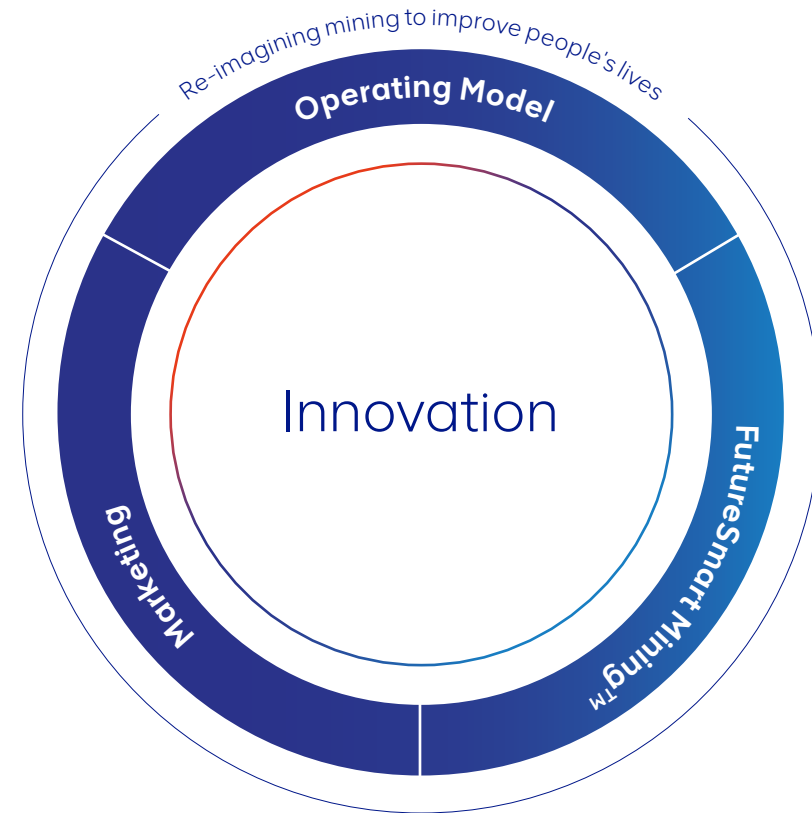 Re-imagining mining to improve people's lives
Operating Model
Innovation
FutureSmart Mining™
Marketing